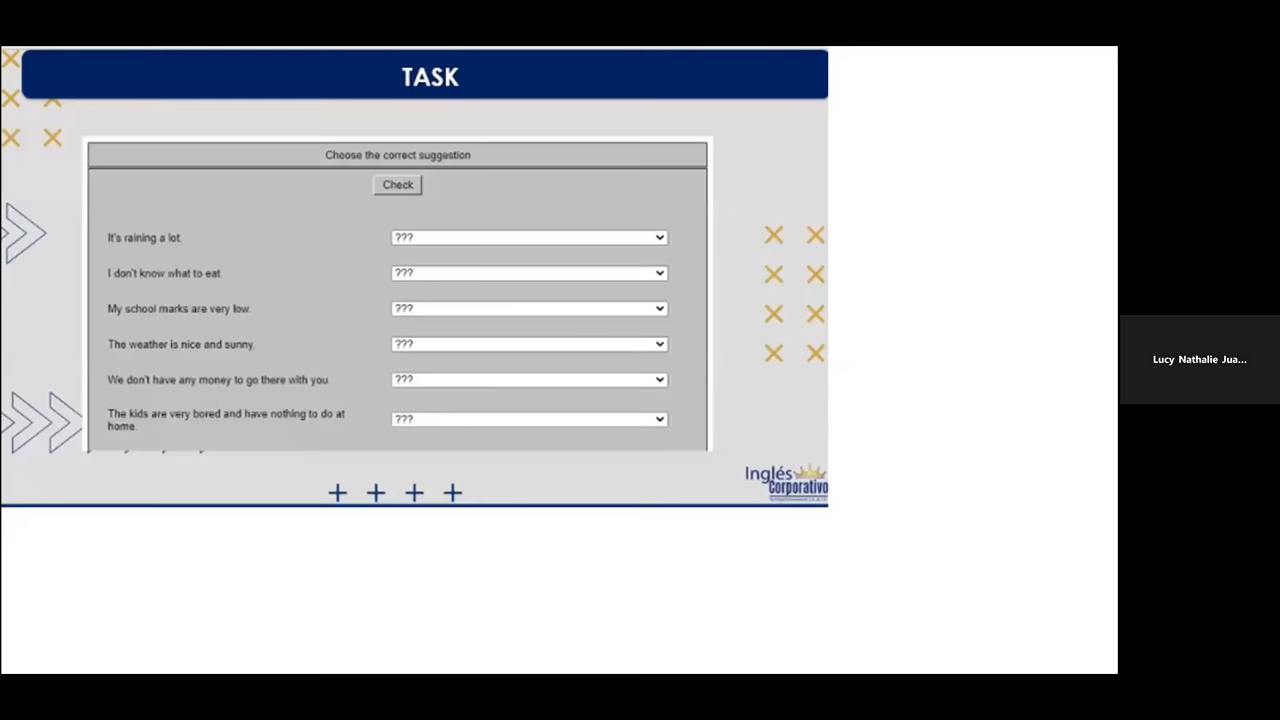 TASK
Choose the correct suggestion
Check
It's raining a lot.
???
I don't know what to eat
???
My school marks are very low.
???
The weather is nice and sunny.
???
We don't have any money to go there with you.
???
The kids are very bored and have nothing to do at
home.
???
Lucy Nathalie Jua...
Inglés
Corporativo